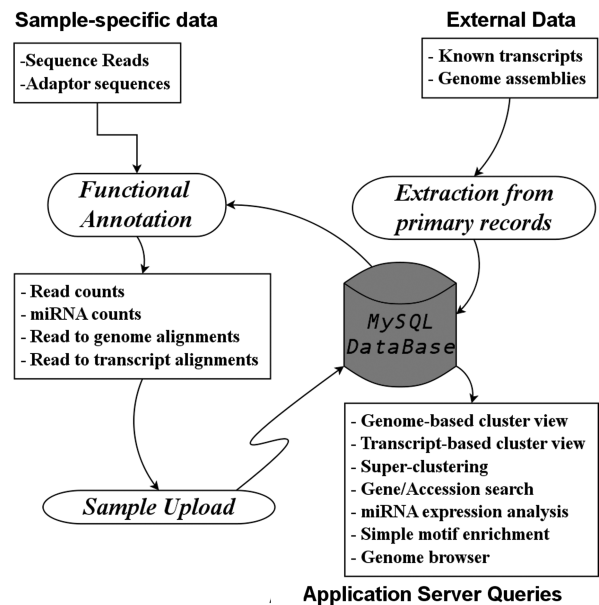 Sample-specific data
External Data
-Sequence Reads
-Adaptor sequences
- Known transcripts
- Genome assemblies
Functional
Annotation
Extraction from
primary records
- Read counts
- miRNA counts
- Read to genome alignments
- Read to transcript alignments
MySQL
DataBase
Sample Upload
- Genome-based cluster view
- Transcript-based cluster view
- Super-clustering
- Gene/Accession search
- miRNA expression analysis
- Simple motif enrichment
- Genome browser
Application Server Queries